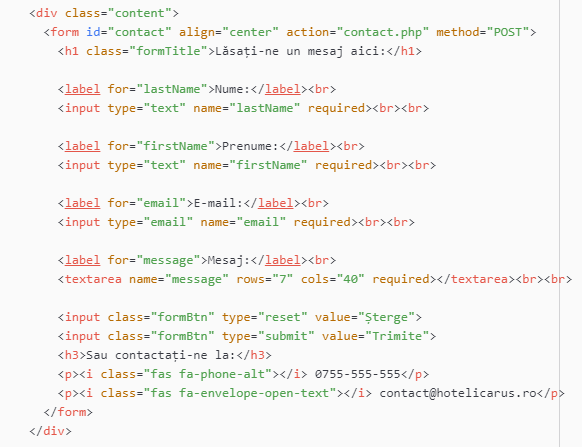 <div class="content">
<form id="contact" align="center" action="contact.php" method="POST">
<h1 class="formTitle">Lăsați-ne un mesaj aici:</h1>
<label for="lastName">Nume:</label><br>
<input type="text" name="lastName" required><br><br>
<label for="firstName">Prenume:</label><br>
<input type="text" name="firstName" required><br><br>
<label for="email">E-mail:</label><br>
<input type="email" name="email" required><br><br>
<label for="message">Mesaj:</label><br>
<textarea name="message" rows="7" cols="40" required></textarea><br><br>
<input class="formBtn" type="reset" value="Șterge">
<input class="formBtn" type="submit" value="Trimite">
<h3>Sau contactați-ne la:</h3>
<p><i class="fas fa-phone-alt"></i> 0755-555-555</p>
<p><i class="fas fa-envelope-open-text"></i> contact@hotelicarus.ro</p>
</form>
</div>